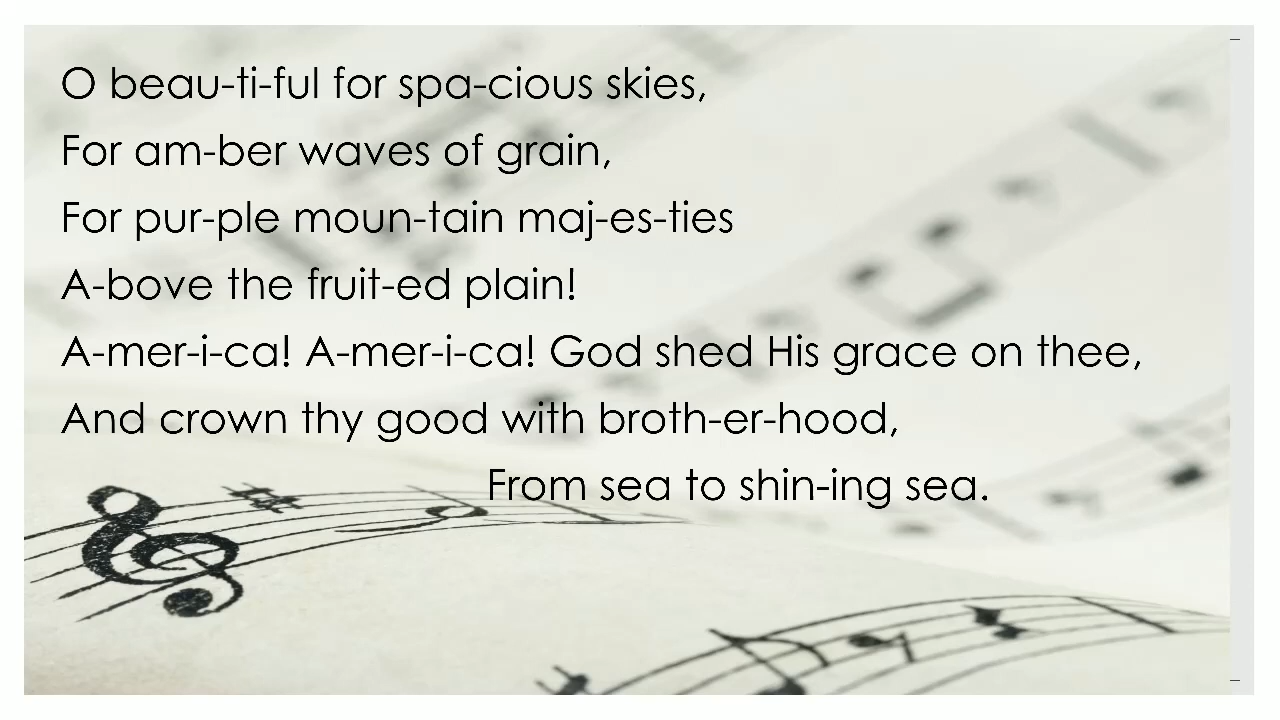 O beau-ti-ful for spa-cious skies,
For am-ber waves of grain,
For pur-ple moun-tain maj-es-ties
A-bove the fruit-ed plain!
A-mer-i-ca! A-mer-i-ca! God shed His grace on thee,
And crown thy good with broth-er-hood,
From sea to shin-ing sea.